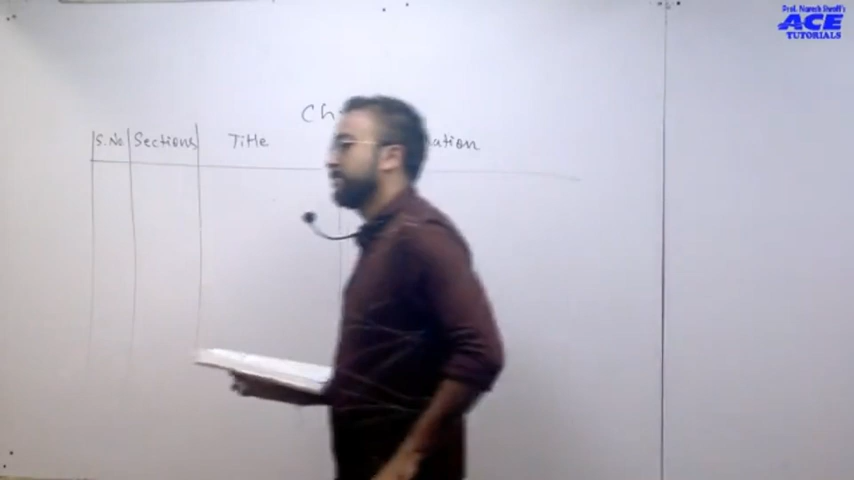 Prof. Naresh Shroff's
ACE
TUTORIALS
S.No. Sections Title